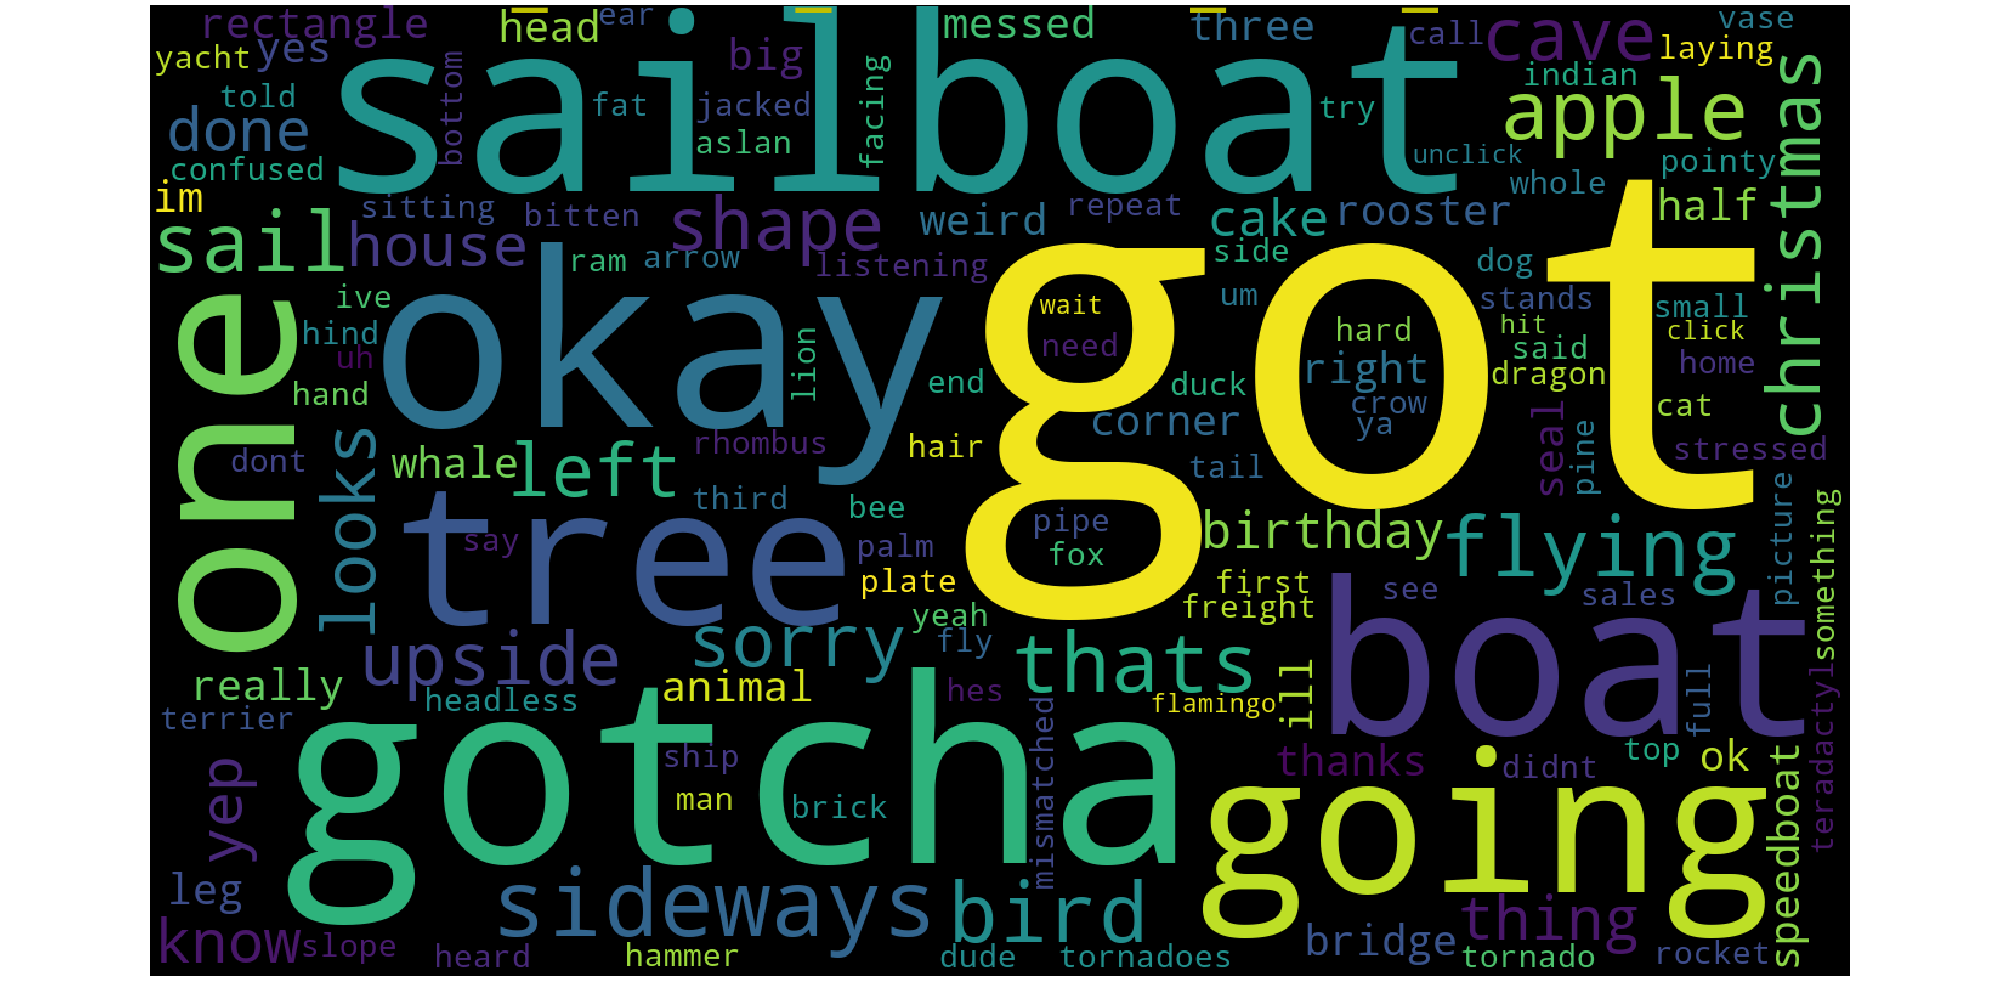 rectangle
head
ear
messed
three
call
cave
vase
yacht
yes
sailboat
big
laying
told
bottom
fat
jacked
facing
try
indian
apple
christmas
done
aslan
confused
unclick
pointy
im
sitting
bitten
shape
weird
repeat
cake
rooster
whole
half
sail
house
okay
ram
arrow
listening
got
side
dog
one
ive
wait
um
stands
small
hind
lion
need
hard
hit
click
uh
said
home
hand
end
duck
right
dragon
crow
cat
looks
corner
ya
seal
pine
dont
whale
left
rhombus
hair
tail
stressed
tree
third
bee
pipe
birthday
flying
picture
something
say
palm
fox
plate
first
see
sales
freight
yeah
boat
upside
sorry
fly
thats
ill
full
really
headless
animal
hes
flamingo
teradactyl
terrier
gotcha
mismatched
ship
thanks
didnt
top
ok
yep
man
brick
going
speedboat
leg
sideways
bird
thing
know
slope
heard
hammer
dude
tornadoes
bridge
tornado
rocket